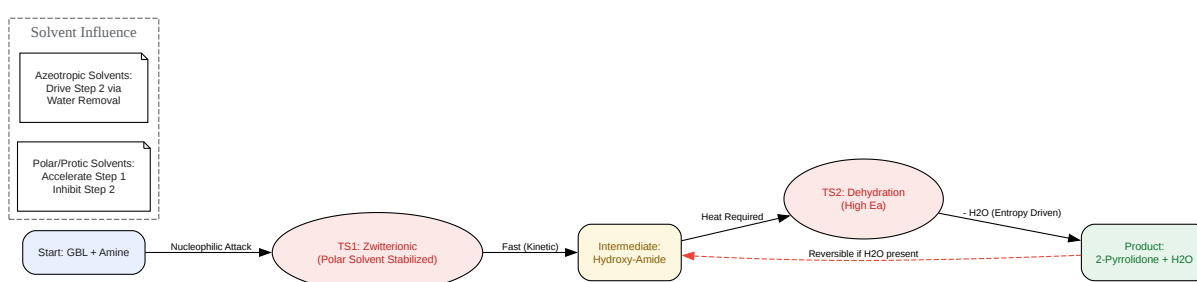 Solvent Influence
Azeotropic Solvents:
Drive Step 2 via
Water Removal
Polar/Protic Solvents:
Accelerate Step 1
Inhibit Step 2
Start: GBL + Amine
Nucleophilic Attack
TS1: Zwitterionic
(Polar Solvent Stabilized)
Fast (Kinetic)
Intermediate:
Hydroxy-Amide
Heat Required
TS2: Dehydration
(High Ea)
- H2O (Entropy Driven)
Reversible if H2O present
Product:
2-Pyrrolidone + H2O